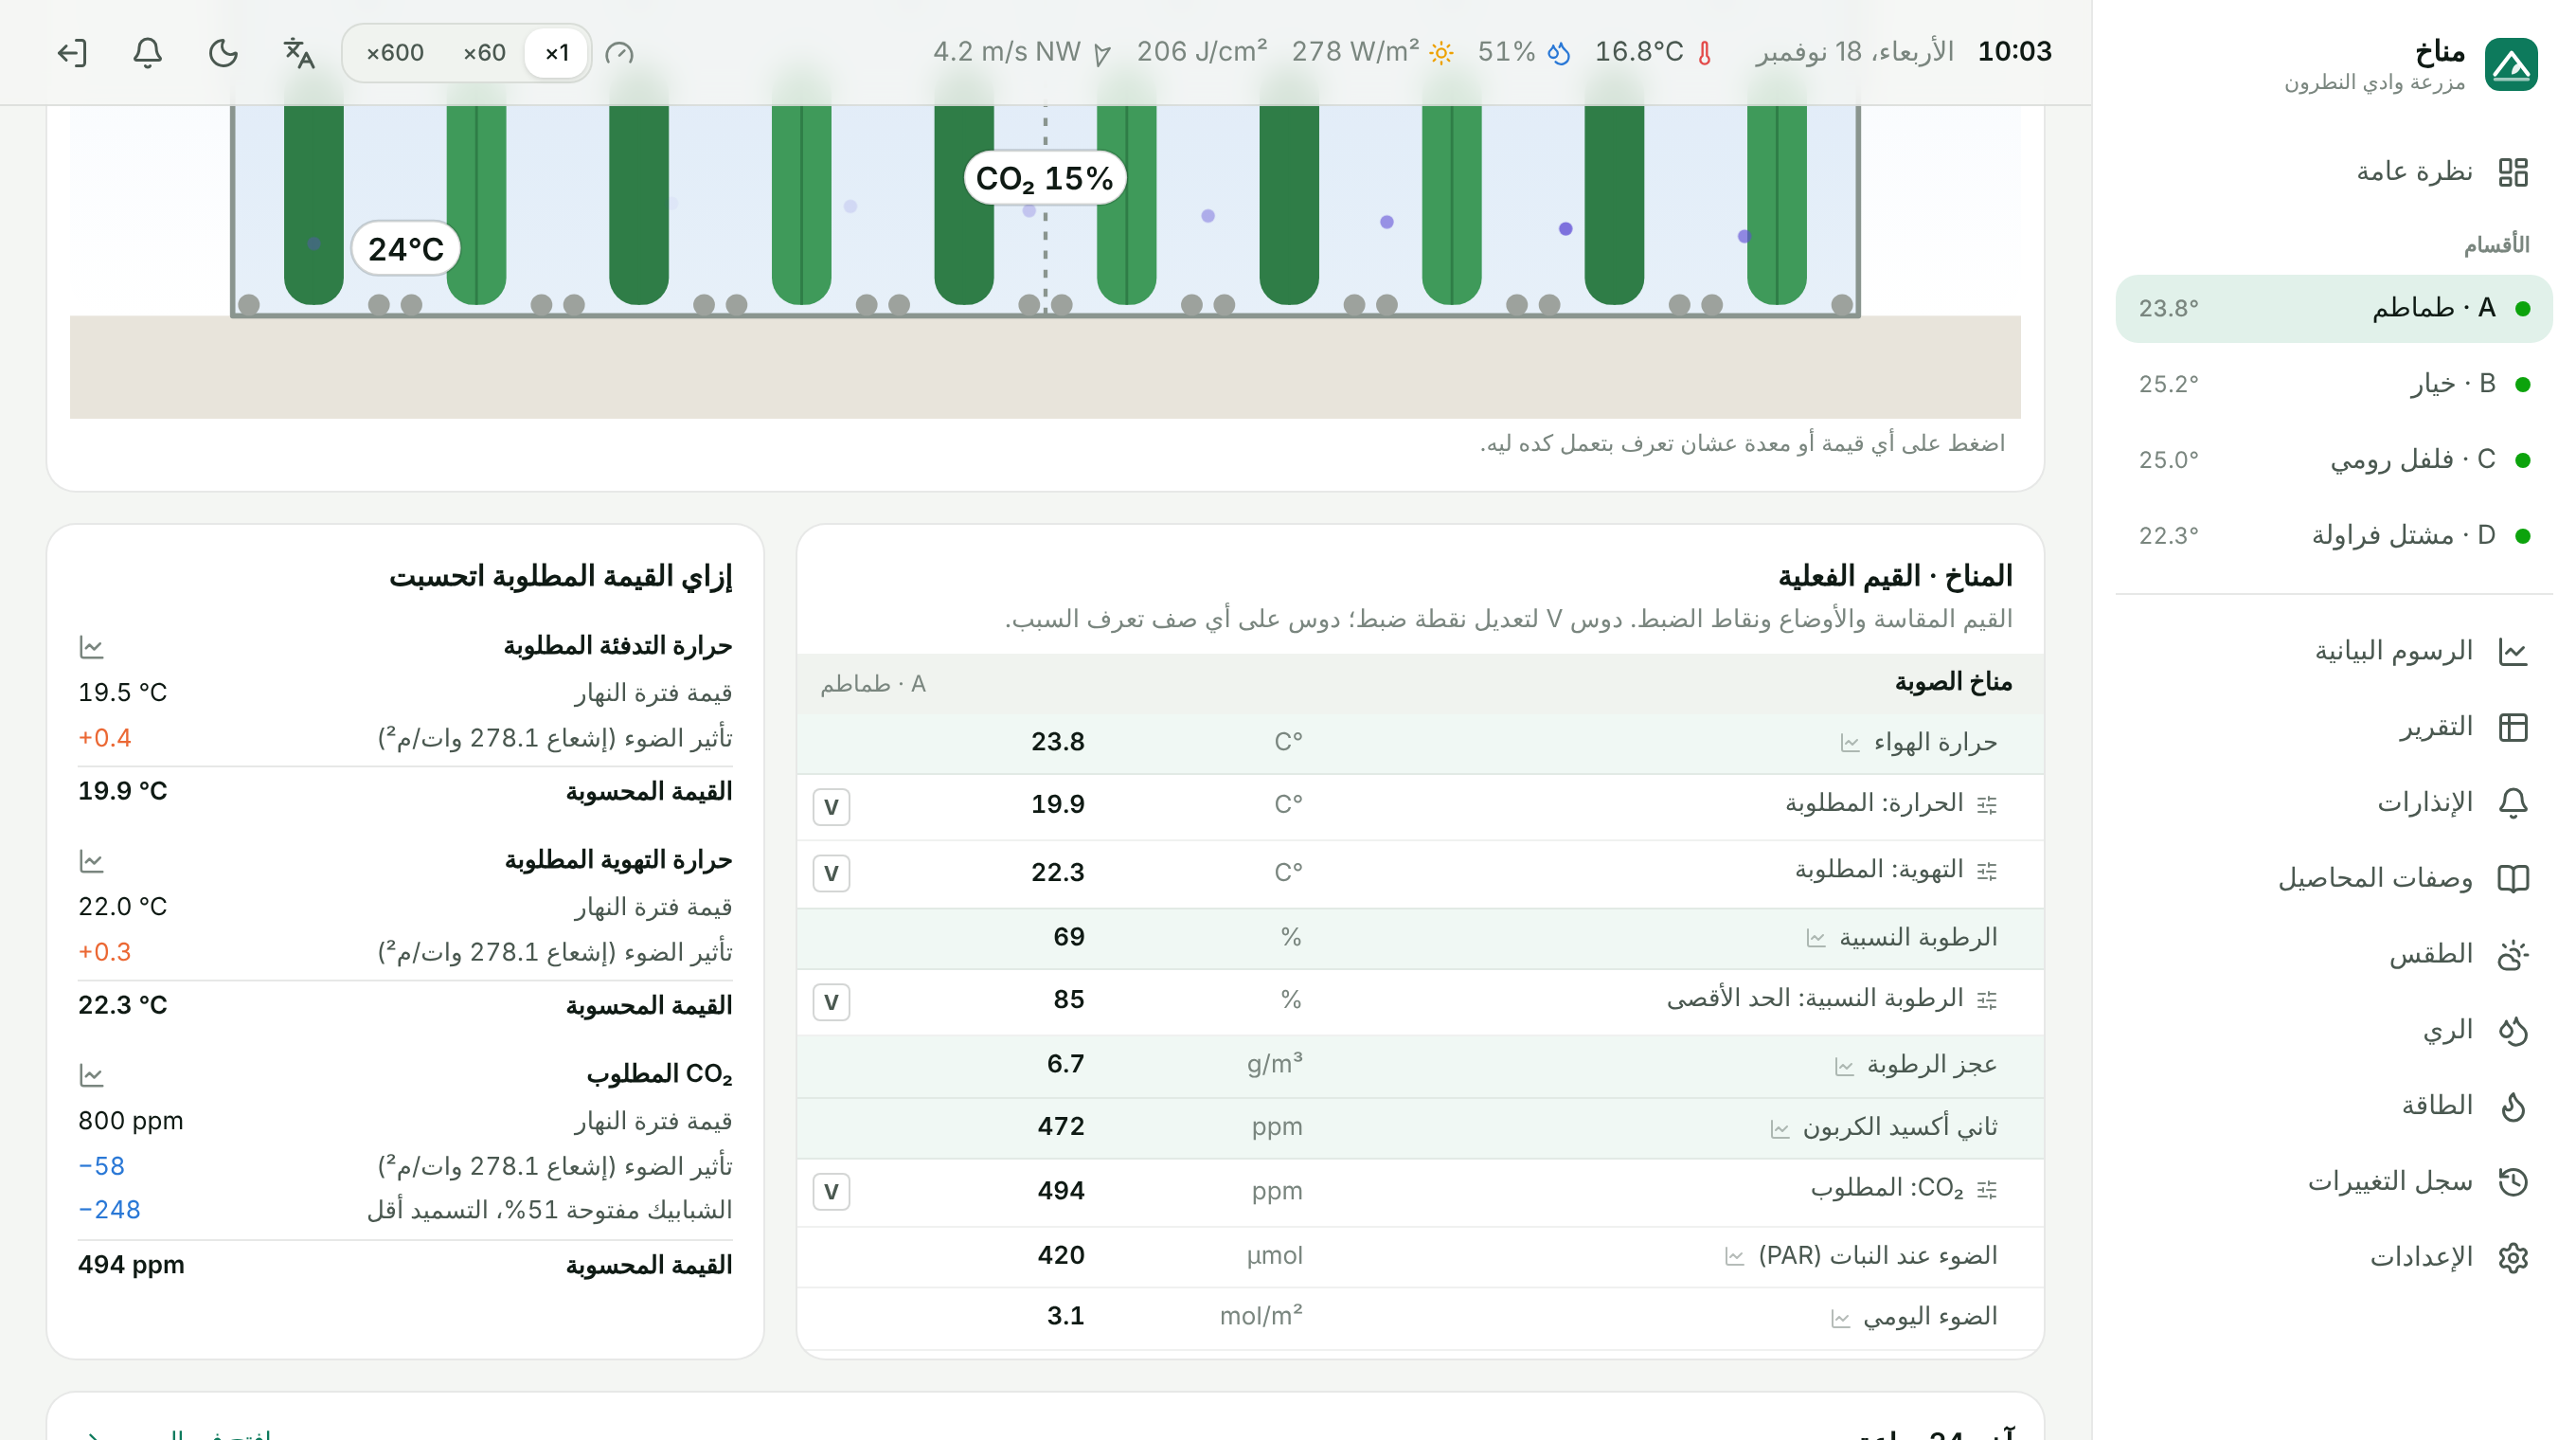 مناخ
مزرعة وادي النطرون
نظرة عامة
الأقسام
A · طماطم 23.8°
B · خيار 25.2°
C · فلفل رومي 25.0°
D · مشتل فراولة 22.3°
الرسوم البيانية
التقرير
الإنذارات
وصفات المحاصيل
الطقس
الري
الطاقة
سجل التغييرات
الإعدادات
10:03 الأربعاء، 18 نوفمبر 16.8°C 51% 278 W/m² 206 J/cm² 4.2 m/s NW
×1 ×60 ×600
CO₂ 15%
24°C
اضغط على أي قيمة أو معدة عشان تعرف بتعمل كده ليه.
المناخ · القيم الفعلية
القيم المقاسة والأوضاع ونقاط الضبط. دوس V لتعديل نقطة ضبط؛ دوس على أي صف تعرف السبب.
مناخ الصوبة A · طماطم
حرارة الهواء °C 23.8
الحرارة: المطلوبة °C 19.9 V
التهوية: المطلوبة °C 22.3 V
الرطوبة النسبية % 69
الرطوبة النسبية: الحد الأقصى % 85 V
عجز الرطوبة g/m³ 6.7
ثاني أكسيد الكربون ppm 472
CO₂: المطلوب ppm 494 V
الضوء عند النبات (PAR) µmol 420
الضوء اليومي mol/m² 3.1
إزاي القيمة المطلوبة اتحسبت
حرارة التدفئة المطلوبة
قيمة فترة النهار 19.5 °C
تأثير الضوء (إشعاع 278.1 وات/م²) +0.4
القيمة المحسوبة 19.9 °C
حرارة التهوية المطلوبة
قيمة فترة النهار 22.0 °C
تأثير الضوء (إشعاع 278.1 وات/م²) +0.3
القيمة المحسوبة 22.3 °C
CO₂ المطلوب
قيمة فترة النهار 800 ppm
تأثير الضوء (إشعاع 278.1 وات/م²) −58
الشبابيك مفتوحة 51%، التسميد أقل −248
القيمة المحسوبة 494 ppm